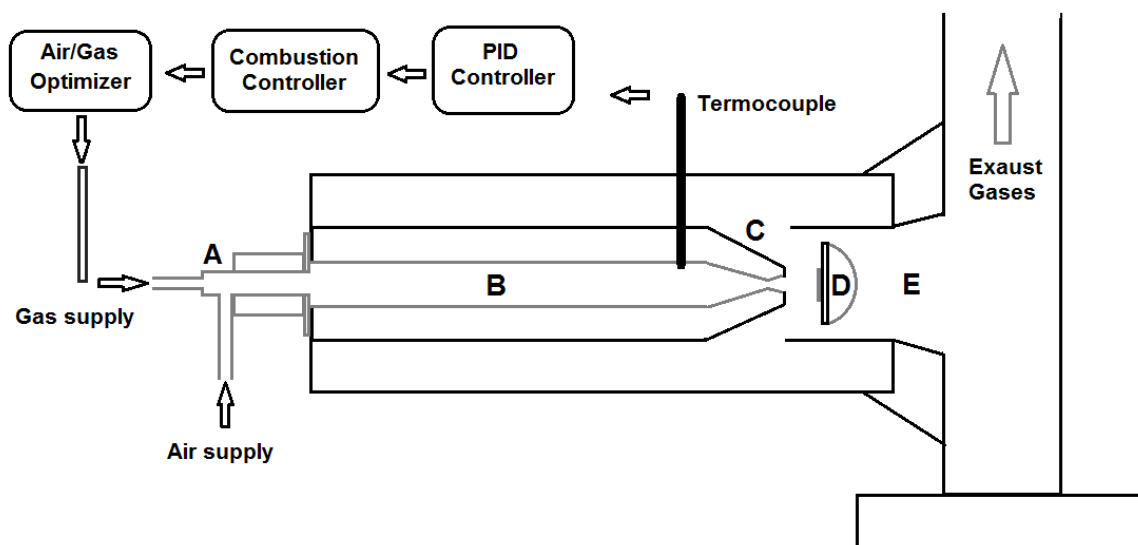 Air/Gas
Optimizer
Combustion
Controller
PID
Controller
Termocouple
Exaust
Gases
A
B
C
D
E
Gas supply
Air supply